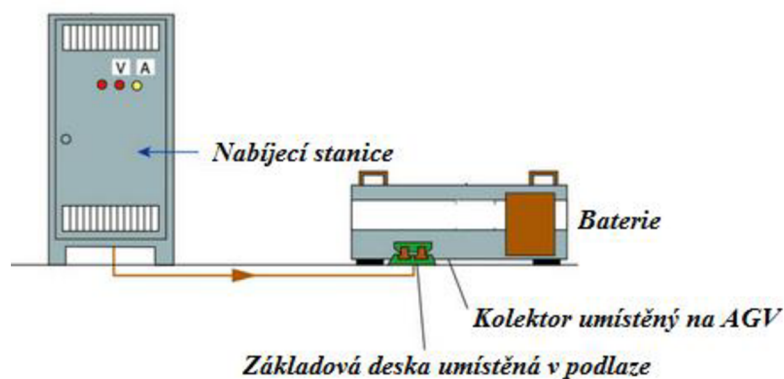 V A
Nabíjecí stanice
Baterie
Kolektor umístěný na AGV
Základová deska umístěná v podlaze